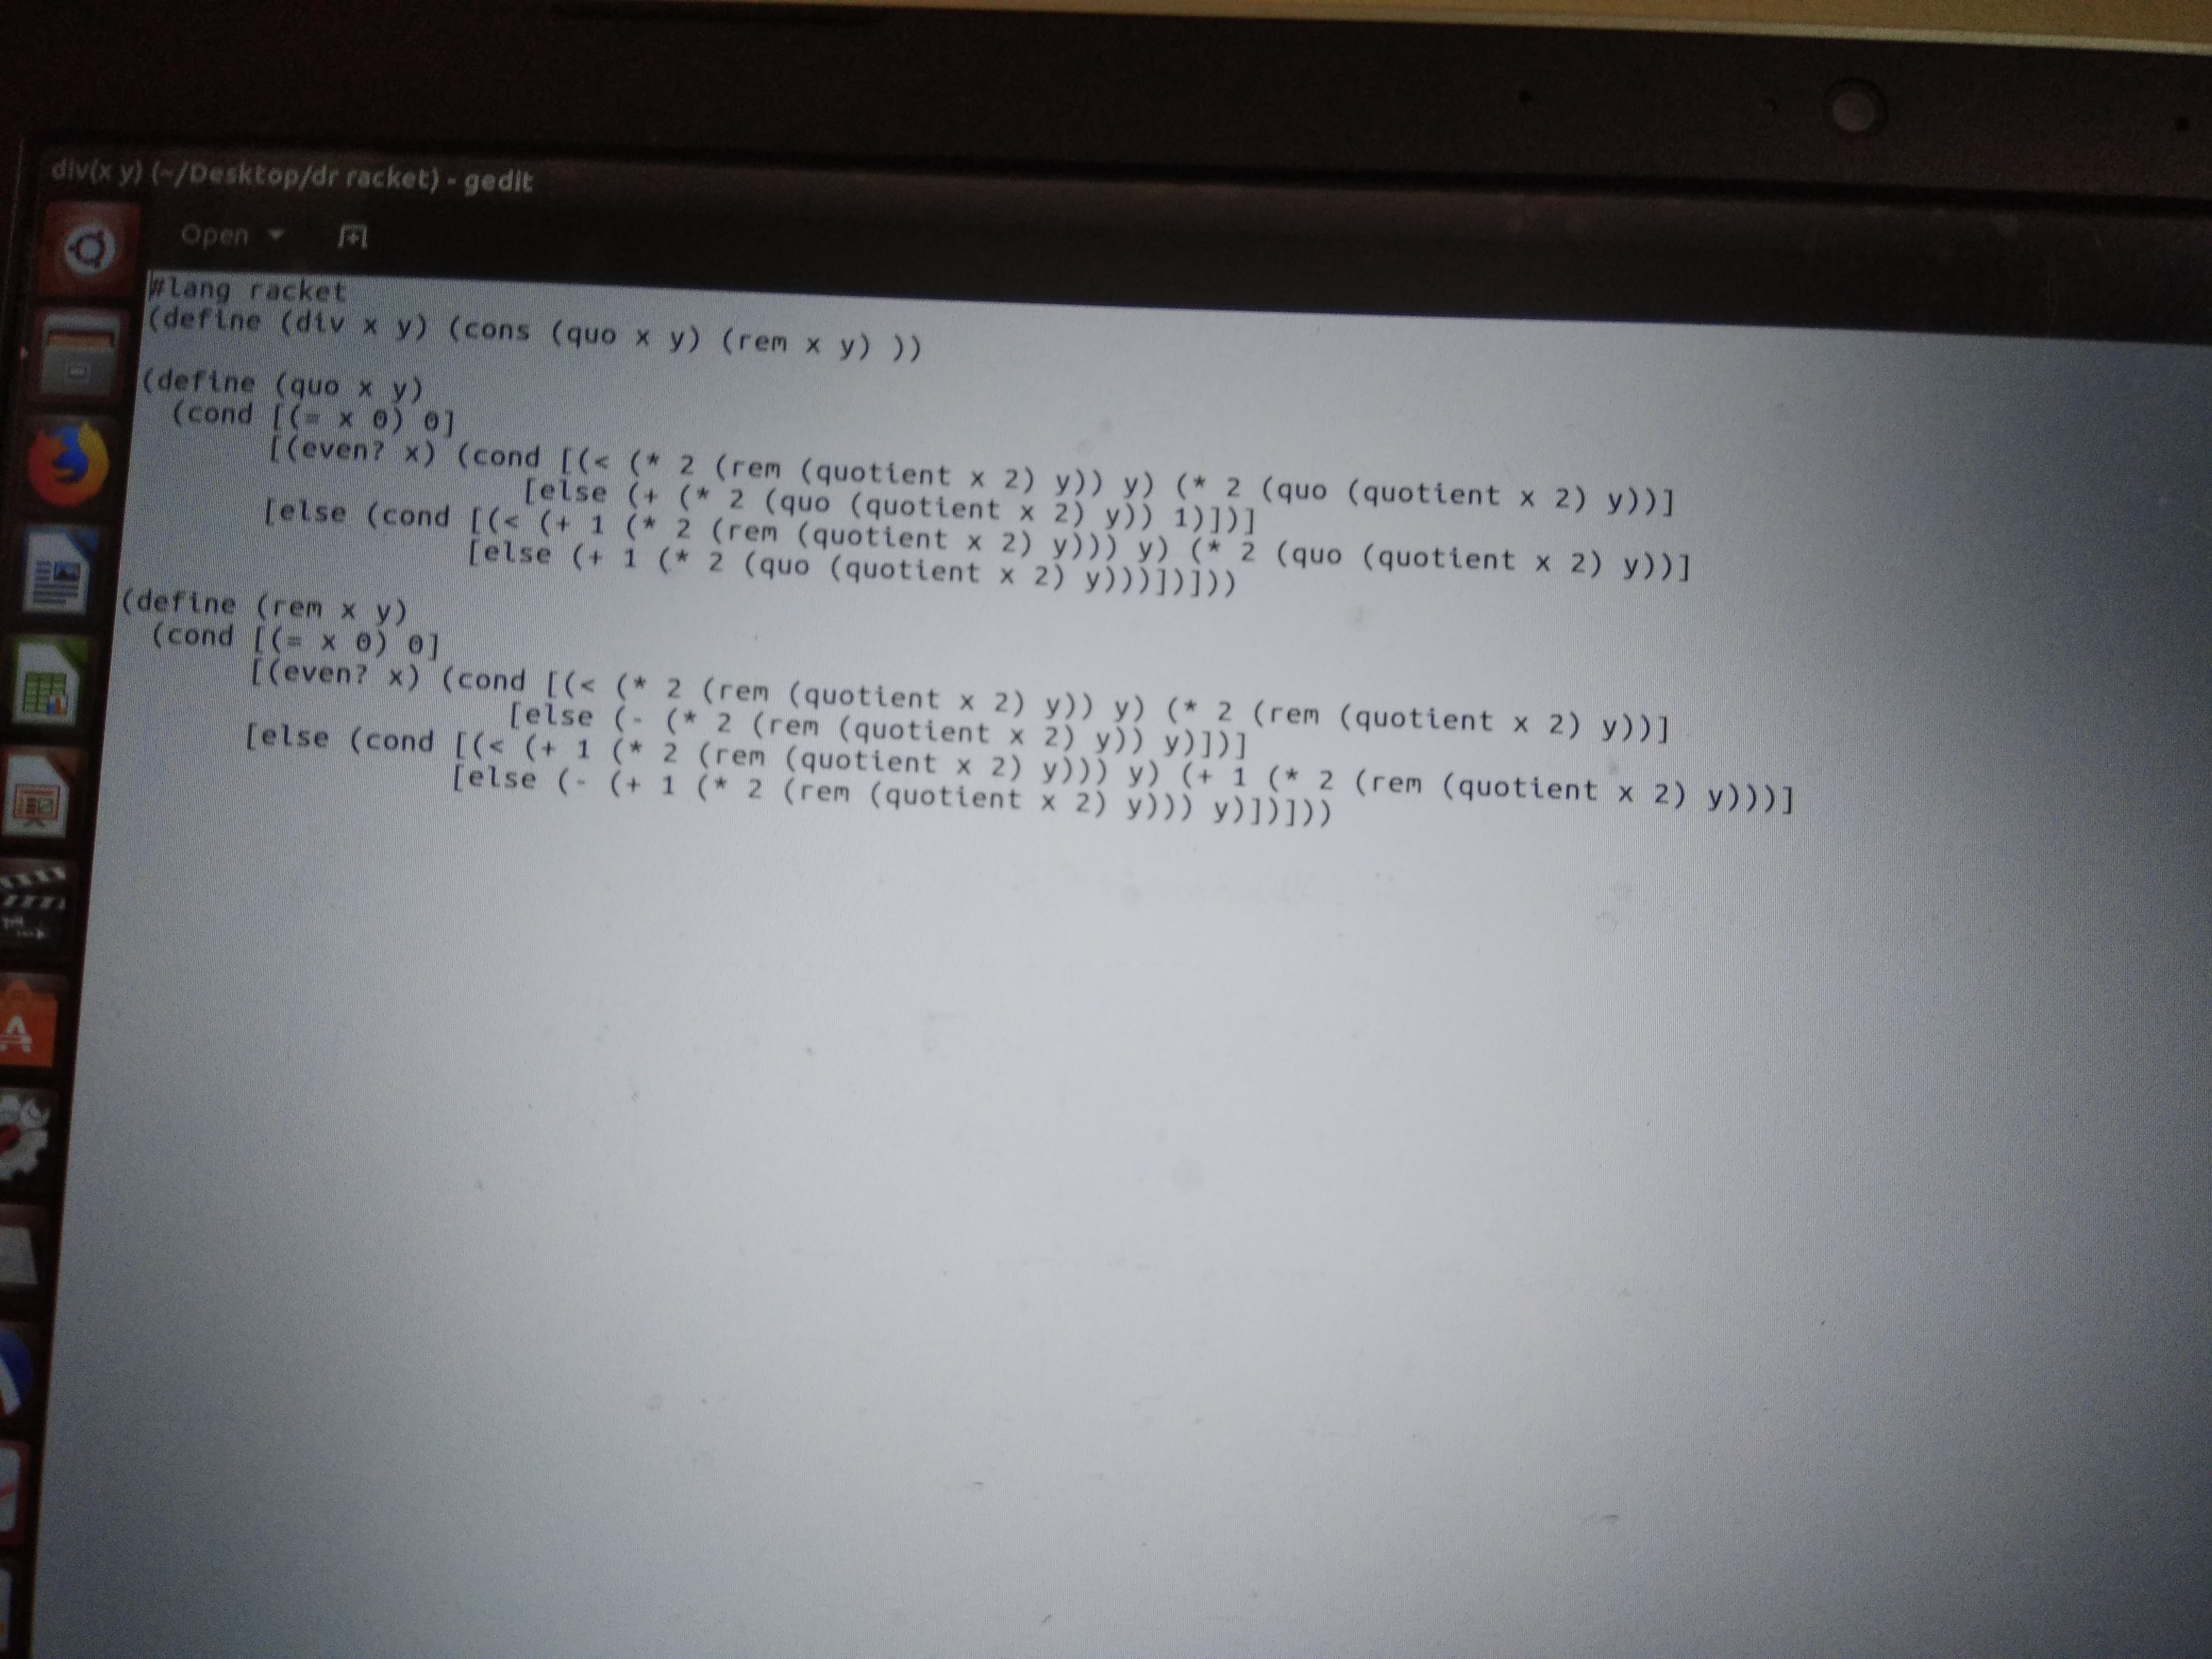 div(x y) (~/Desktop/dr racket) - gedit
Open
#lang racket
(define (div x y) (cons (quo x y) (rem x y) ))
(define (quo x y)
  (cond [(= x 0) 0]
        [(even? x) (cond [(< (* 2 (rem (quotient x 2) y)) y) (* 2 (quo (quotient x 2) y))]
                         [else (+ (* 2 (quo (quotient x 2) y)) 1)])]
        [else (cond [(< (+ 1 (* 2 (rem (quotient x 2) y))) y) (* 2 (quo (quotient x 2) y))]
                    [else (+ 1 (* 2 (quo (quotient x 2) y)))])]))
(define (rem x y)
  (cond [(= x 0) 0]
        [(even? x) (cond [(< (* 2 (rem (quotient x 2) y)) y) (* 2 (rem (quotient x 2) y))]
                         [else (- (* 2 (rem (quotient x 2) y)) y)])]
        [else (cond [(< (+ 1 (* 2 (rem (quotient x 2) y))) y) (+ 1 (* 2 (rem (quotient x 2) y)))]
                    [else (- (+ 1 (* 2 (rem (quotient x 2) y))) y)])]))